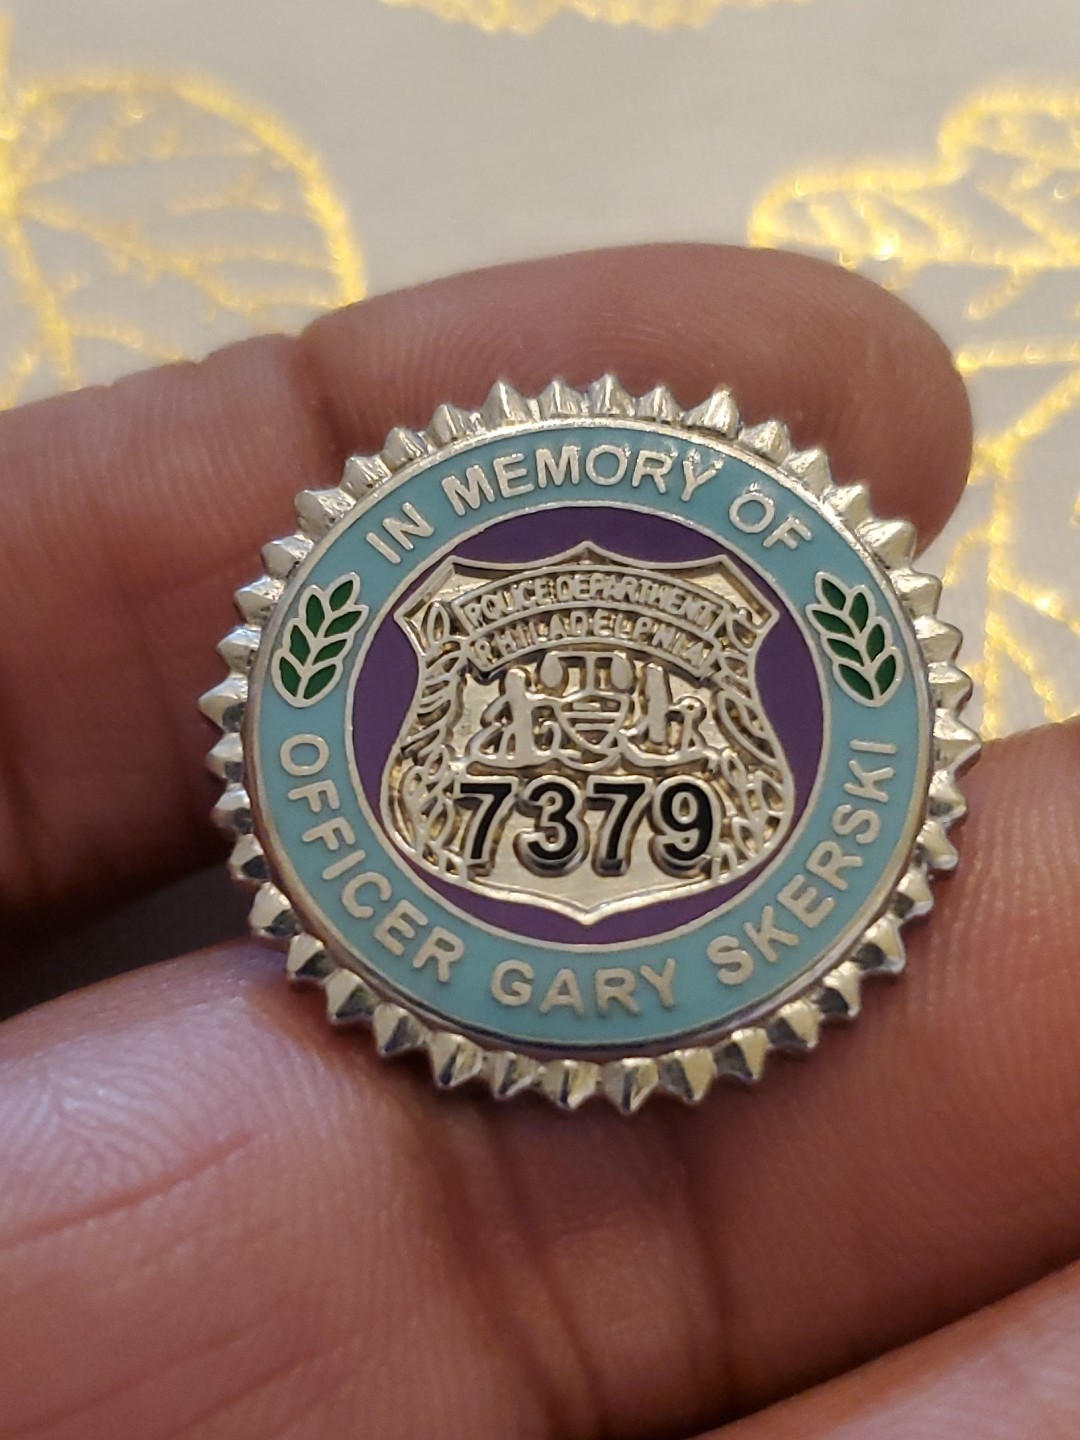 IN MEMORY OF
POLICE DEPARTMENT
PHILADELPHIA
7379
OFFICER GARY SKERSKI